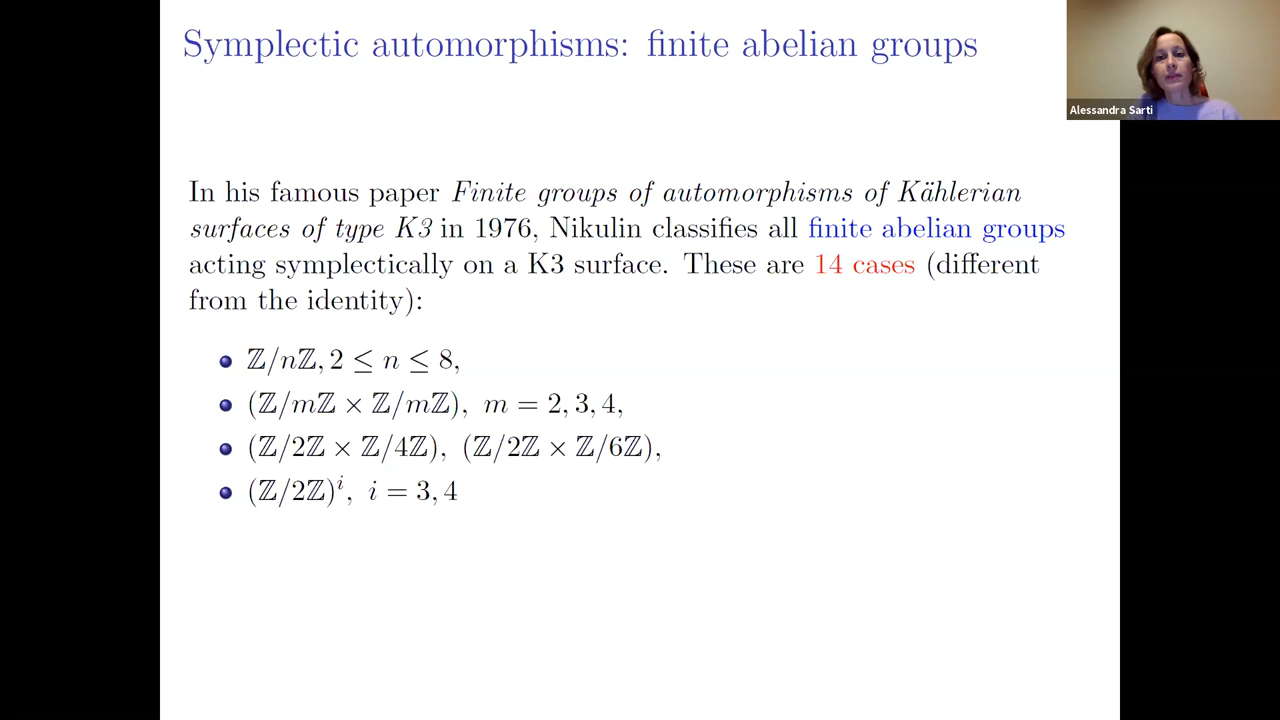 Symplectic automorphisms: finite abelian groups
Alessandra Sarti
In his famous paper Finite groups of automorphisms of Kählerian
surfaces of type K3 in 1976, Nikulin classifies all finite abelian groups
acting symplectically on a K3 surface. These are 14 cases (different
from the identity):
ℤ/nℤ, 2 ≤ n ≤ 8,
(ℤ/mℤ × ℤ/mℤ), m = 2, 3, 4,
(ℤ/2ℤ × ℤ/4ℤ), (ℤ/2ℤ × ℤ/6ℤ),
(ℤ/2ℤ)ⁱ, i = 3, 4